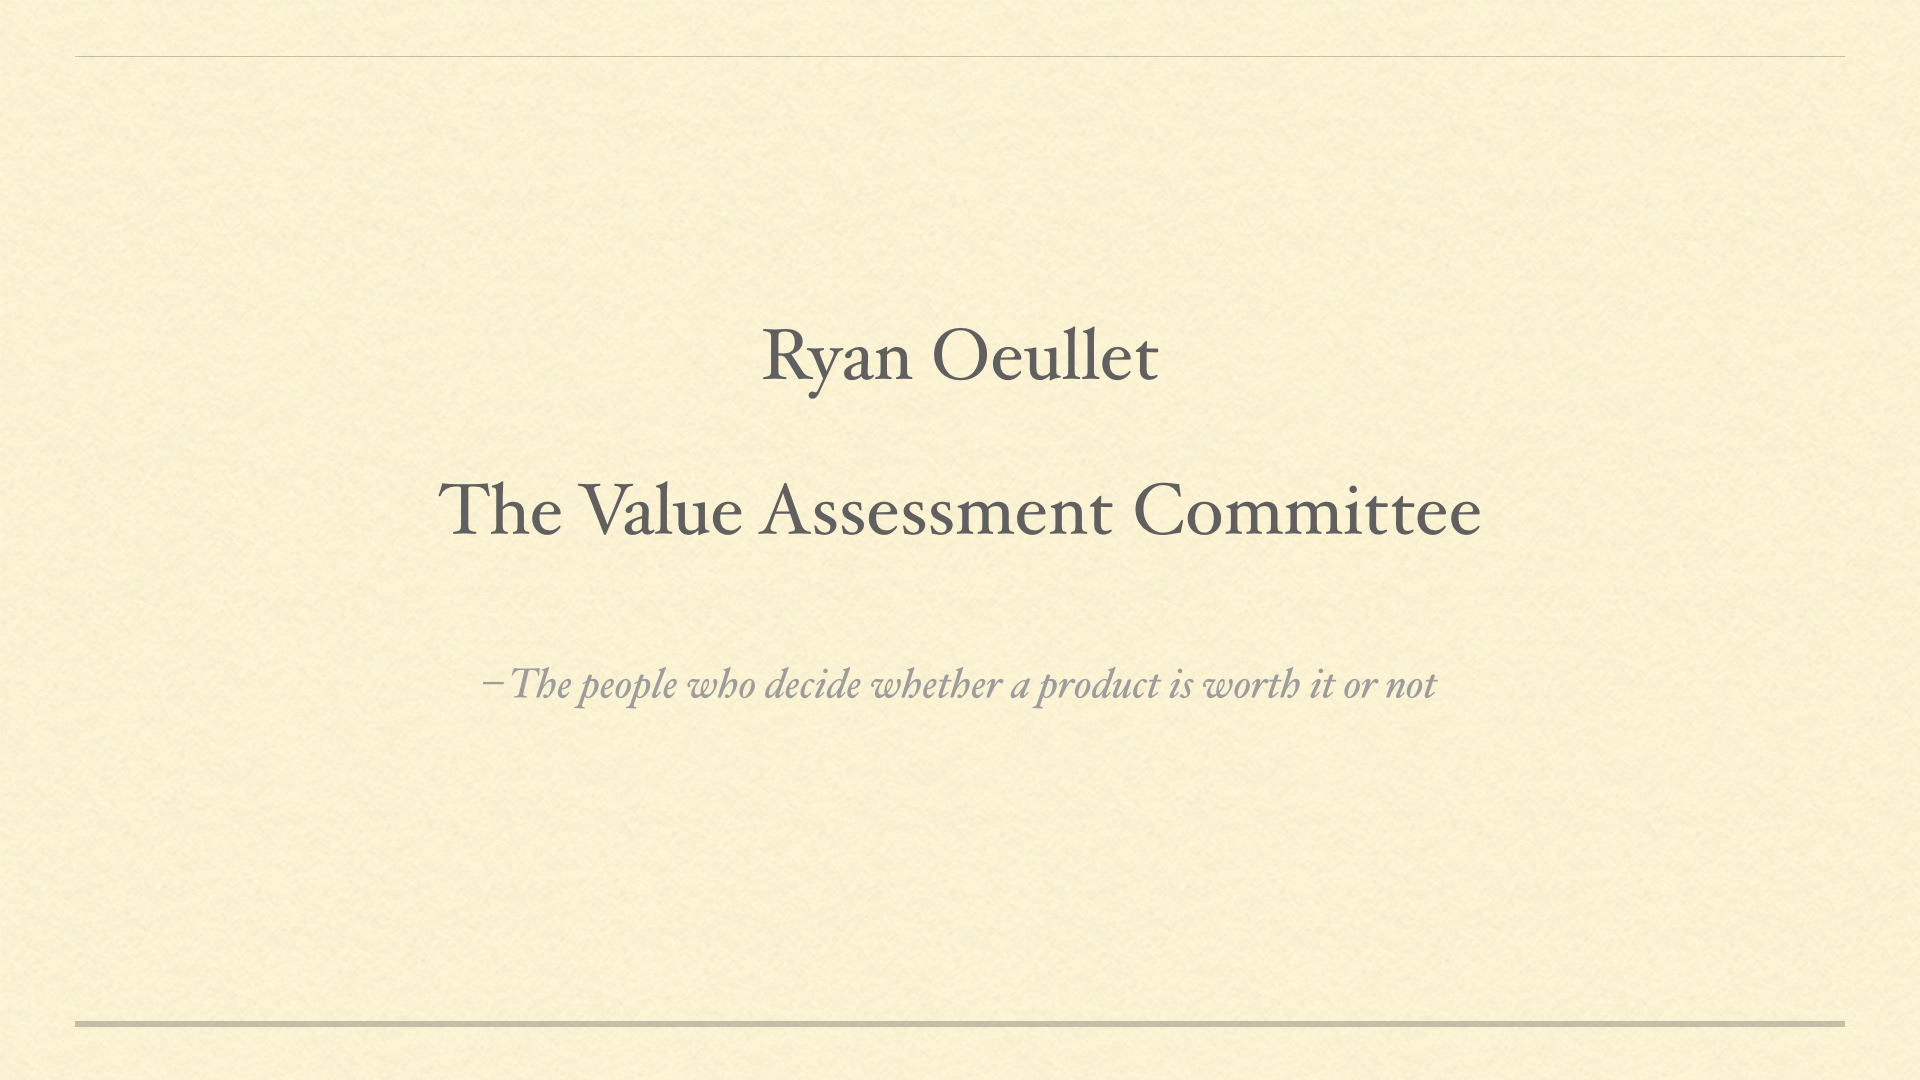 Ryan Oeullet
The Value Assessment Committee
–The people who decide whether a product is worth it or not